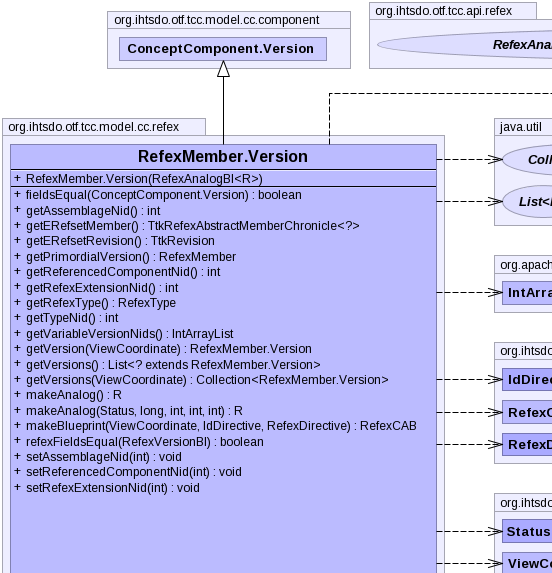 org.ihtsdo.otf.tcc.model.cc.component
ConceptComponent.Version
org.ihtsdo.otf.tcc.api.refex
RefexAnal
org.ihtsdo.otf.tcc.model.cc.refex
RefexMember.Version
+ RefexMember.Version(RefexAnalogBI<R>)
+ fieldsEqual(ConceptComponent.Version) : boolean
+ getAssemblageNid() : int
+ getERefsetMember() : TtkRefexAbstractMemberChronicle<?>
+ getERefsetRevision() : TtkRevision
+ getPrimordialVersion() : RefexMember
+ getReferencedComponentNid() : int
+ getRefexExtensionNid() : int
+ getRefexType() : RefexType
+ getTypeNid() : int
+ getVariableVersionNids() : IntArrayList
+ getVersion(ViewCoordinate) : RefexMember.Version
+ getVersions() : List<? extends RefexMember.Version>
+ getVersions(ViewCoordinate) : Collection<RefexMember.Version>
+ makeAnalog() : R
+ makeAnalog(Status, long, int, int, int) : R
+ makeBlueprint(ViewCoordinate, IdDirective, RefexDirective) : RefexCAB
+ refexFieldsEqual(RefexVersionBI) : boolean
+ setAssemblageNid(int) : void
+ setReferencedComponentNid(int) : void
+ setRefexExtensionNid(int) : void
java.util
Coll
List<
org.apach
IntArra
org.ihtsdo
IdDirec
RefexC
RefexD
org.ihtsdo
Status
ViewCo